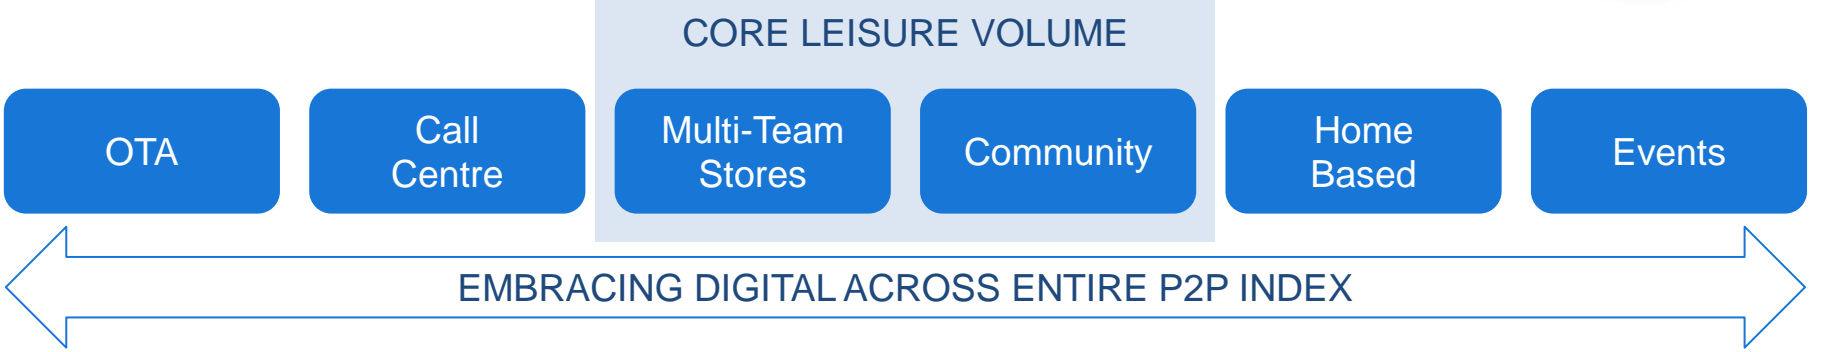 CORE LEISURE VOLUME
OTA
Call
Centre
Multi-Team
Stores
Community
Home
Based
Events
EMBRACING DIGITAL ACROSS ENTIRE P2P INDEX